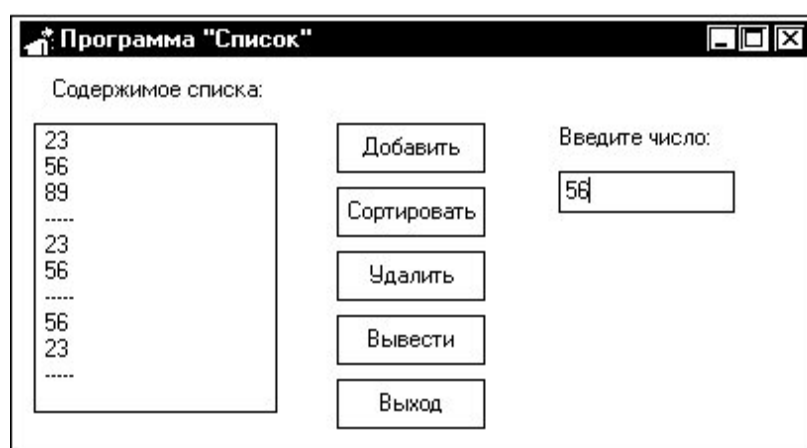 Программа "Список"
Содержимое списка:
23
56
89
-----
23
56
-----
56
23
-----
Добавить
Сортировать
Удалить
Вывести
Выход
Введите число:
56